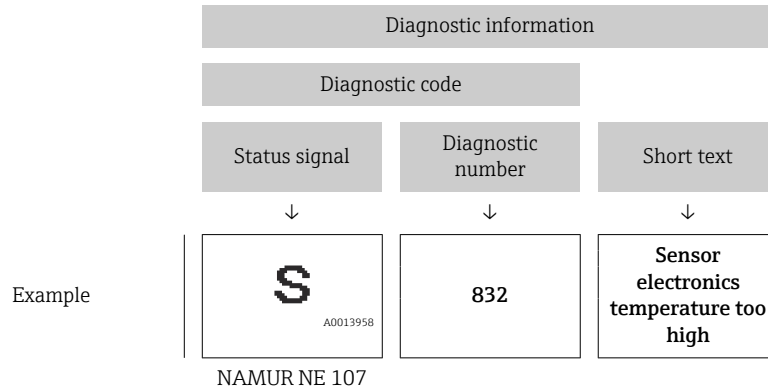 Diagnostic information
Diagnostic code
Status signal
Diagnostic
number
Short text
↓ ↓ ↓
Example
S
A0013958
832
Sensor
electronics
temperature too
high
NAMUR NE 107